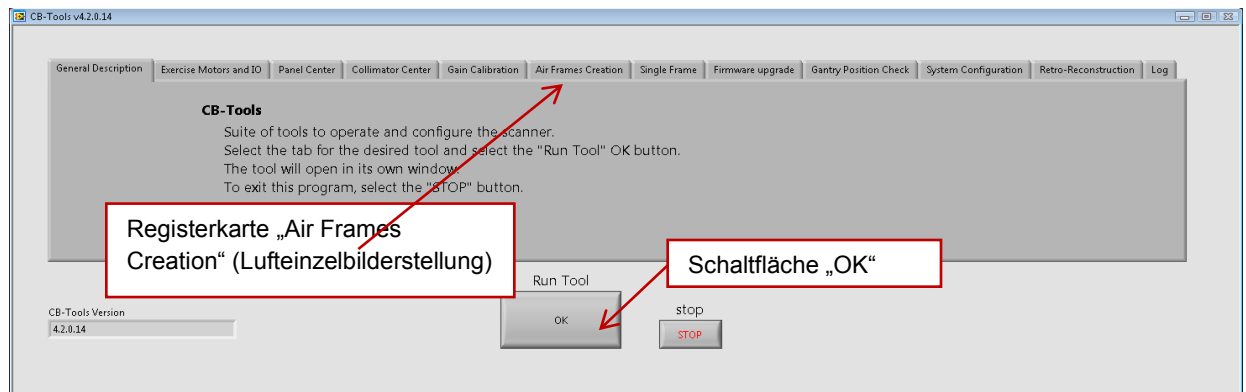 CB-Tools v4.2.0.14
General Description Exercise Motors and IO Panel Center Collimator Center Gain Calibration Air Frames Creation Single Frame Firmware upgrade Gantry Position Check System Configuration Retro-Reconstruction Log
CB-Tools
Suite of tools to operate and configure the scanner.
Select the tab for the desired tool and select the "Run Tool" OK button.
The tool will open in its own window.
To exit this program, select the "STOP" button.
Registerkarte „Air Frames
Creation“ (Lufteinzelbilderstellung)
Schaltfläche „OK“
Run Tool
OK
stop
STOP
CB-Tools Version
4.2.0.14